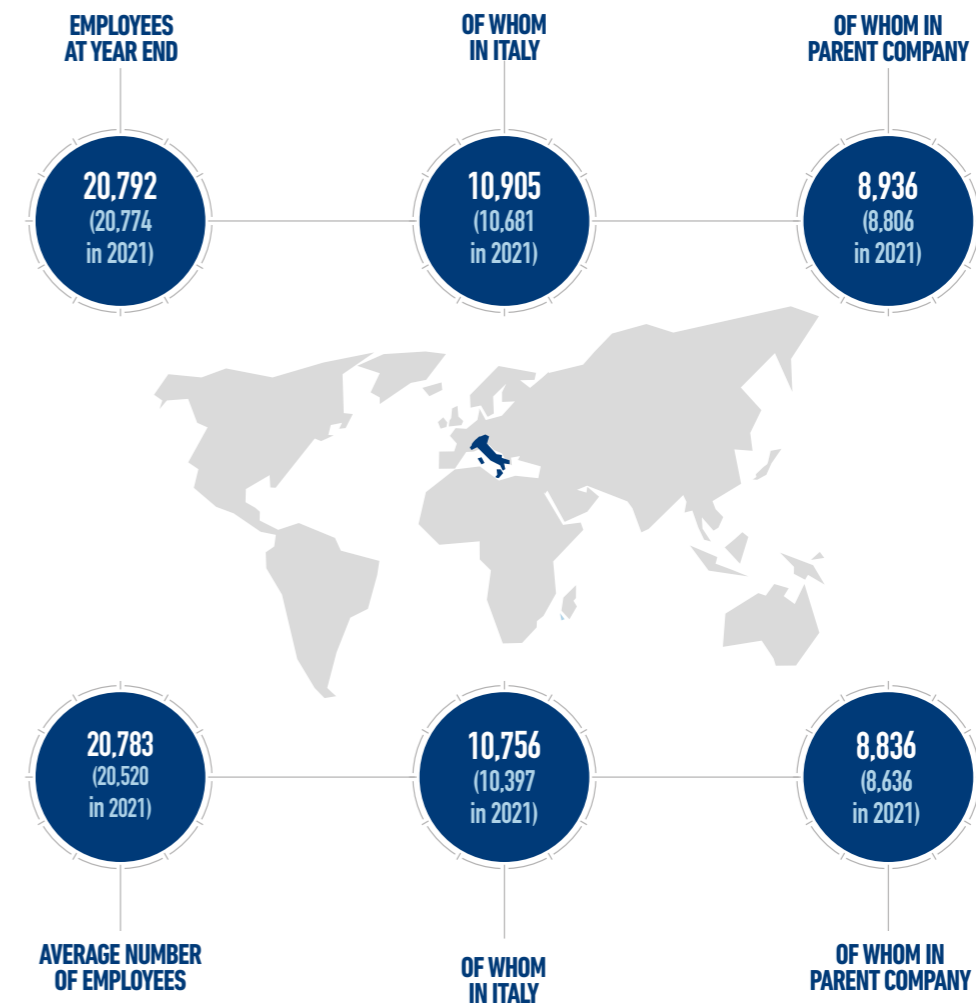 EMPLOYEES
AT YEAR END
OF WHOM
IN ITALY
OF WHOM IN
PARENT COMPANY
20,792
(20,774
in 2021)
10,905
(10,681
in 2021)
8,936
(8,806
in 2021)
20,783
(20,520
in 2021)
10,756
(10,397
in 2021)
8,836
(8,636
in 2021)
AVERAGE NUMBER
OF EMPLOYEES
OF WHOM
IN ITALY
OF WHOM IN
PARENT COMPANY